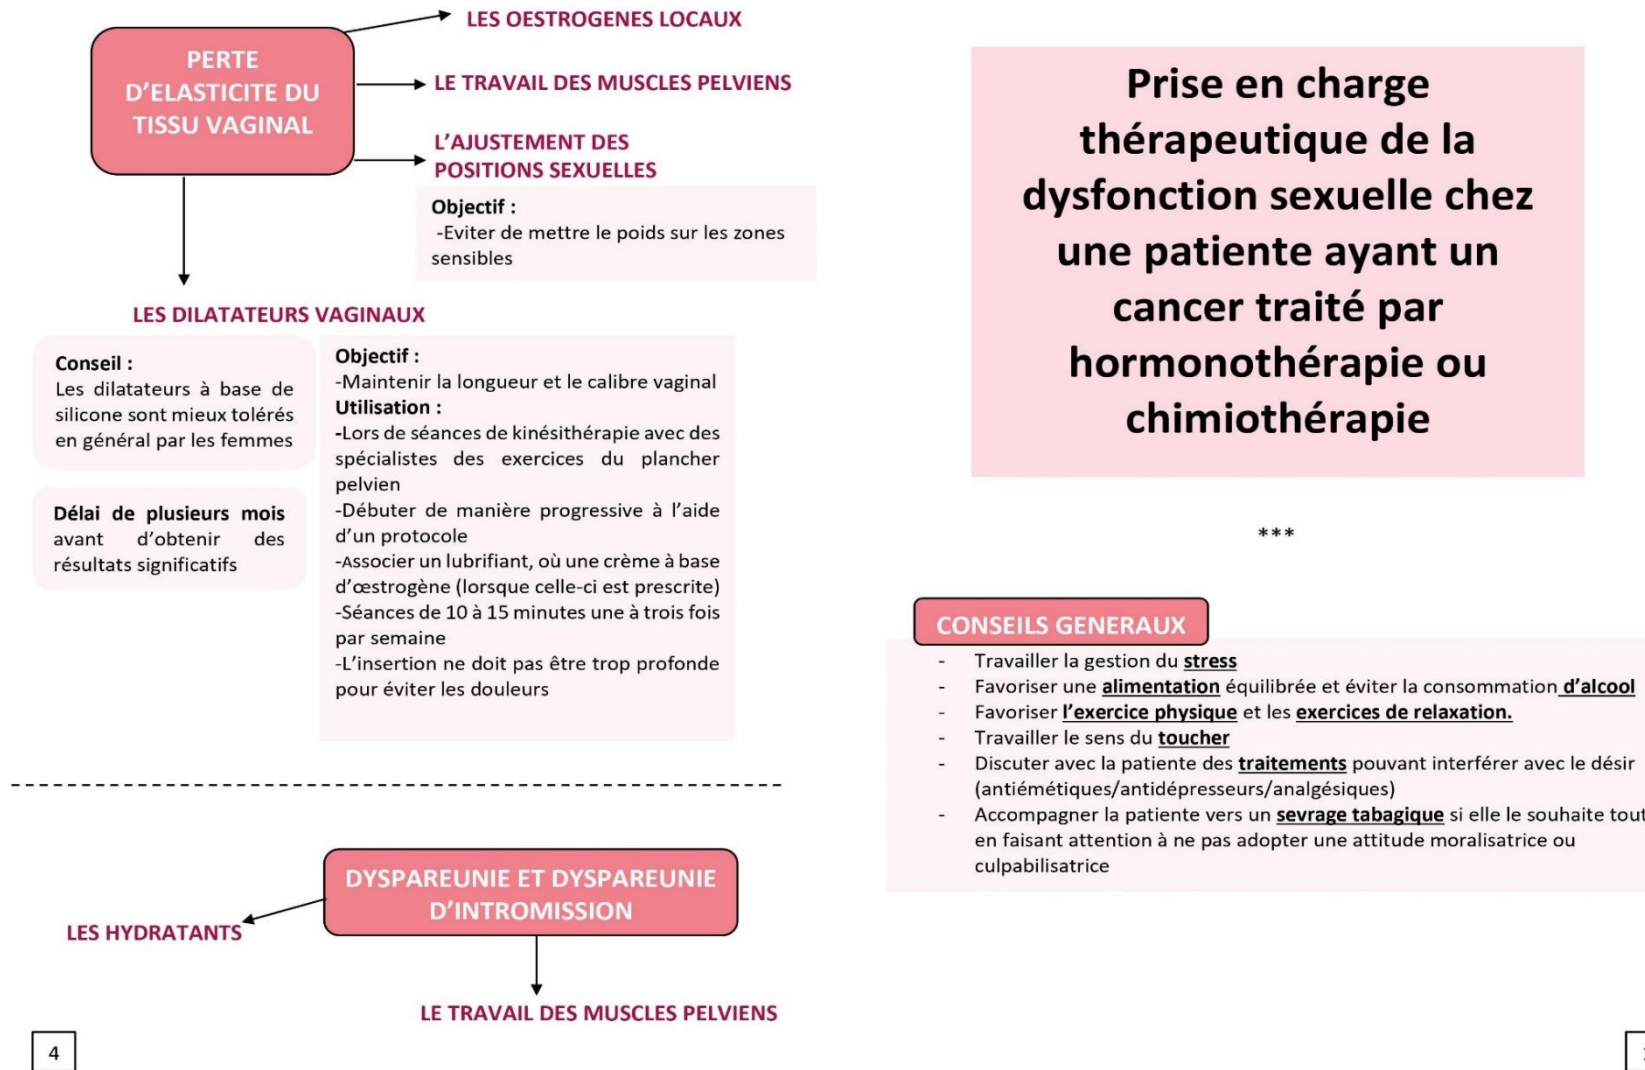 LES OESTROGENES LOCAUX
PERTE
D'ELASTICITE DU
TISSU VAGINAL
LE TRAVAIL DES MUSCLES PELVIENS
L'AJUSTEMENT DES
POSITIONS SEXUELLES
Objectif :
-Eviter de mettre le poids sur les zones
sensibles
LES DILATATEURS VAGINAUX
Conseil :
Les dilatateurs à base de
silicone sont mieux tolérés
en général par les femmes
Délai de plusieurs mois
avant d'obtenir des
résultats significatifs
Objectif :
-Maintenir la longueur et le calibre vaginal
Utilisation :
-Lors de séances de kinésithérapie avec des
spécialistes des exercices du plancher
pelvien
-Débuter de manière progressive à l'aide
d'un protocole
-Associer un lubrifiant, où une crème à base
d'œstrogène (lorsque celle-ci est prescrite)
-Séances de 10 à 15 minutes une à trois fois
par semaine
-L'insertion ne doit pas être trop profonde
pour éviter les douleurs
DYSPAREUNIE ET DYSPAREUNIE
D'INTROMISSION
LES HYDRATANTS
LE TRAVAIL DES MUSCLES PELVIENS
4
Prise en charge
thérapeutique de la
dysfonction sexuelle chez
une patiente ayant un
cancer traité par
hormonothérapie ou
chimiothérapie
***
CONSEILS GENERAUX
- Travailler la gestion du stress
- Favoriser une alimentation équilibrée et éviter la consommation d'alcool
- Favoriser l'exercice physique et les exercices de relaxation.
- Travailler le sens du toucher
- Discuter avec la patiente des traitements pouvant interférer avec le désir
(antiémétiques/antidépresseurs/analgésiques)
- Accompagner la patiente vers un sevrage tabagique si elle le souhaite tout
en faisant attention à ne pas adopter une attitude moralisatrice ou
culpabilisatrice